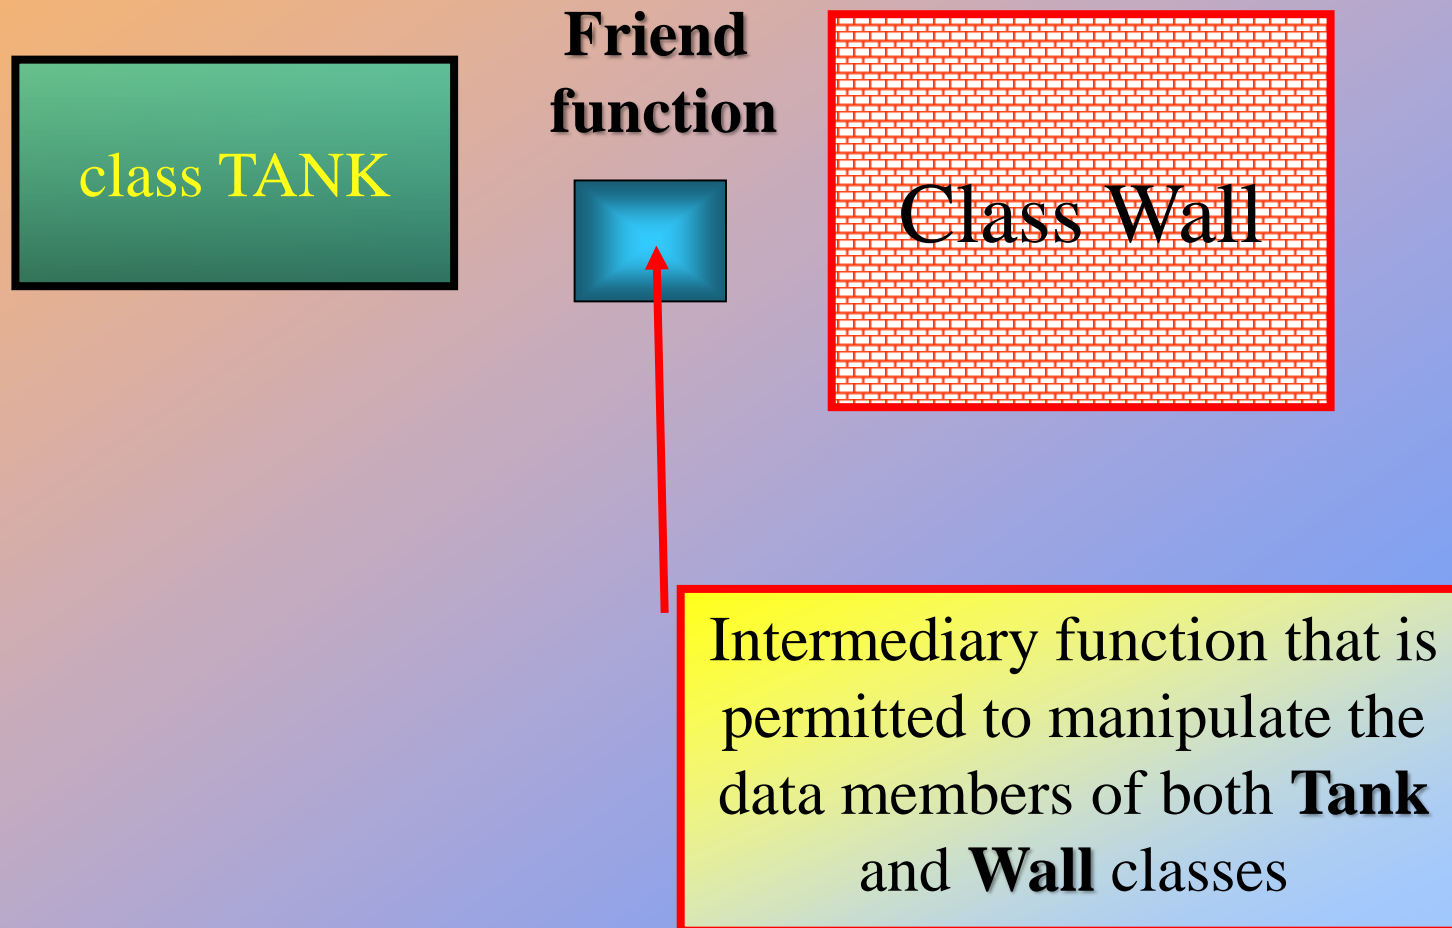 Friend
function
class TANK
Class Wall
Intermediary function that is
permitted to manipulate the
data members of both Tank
and Wall classes